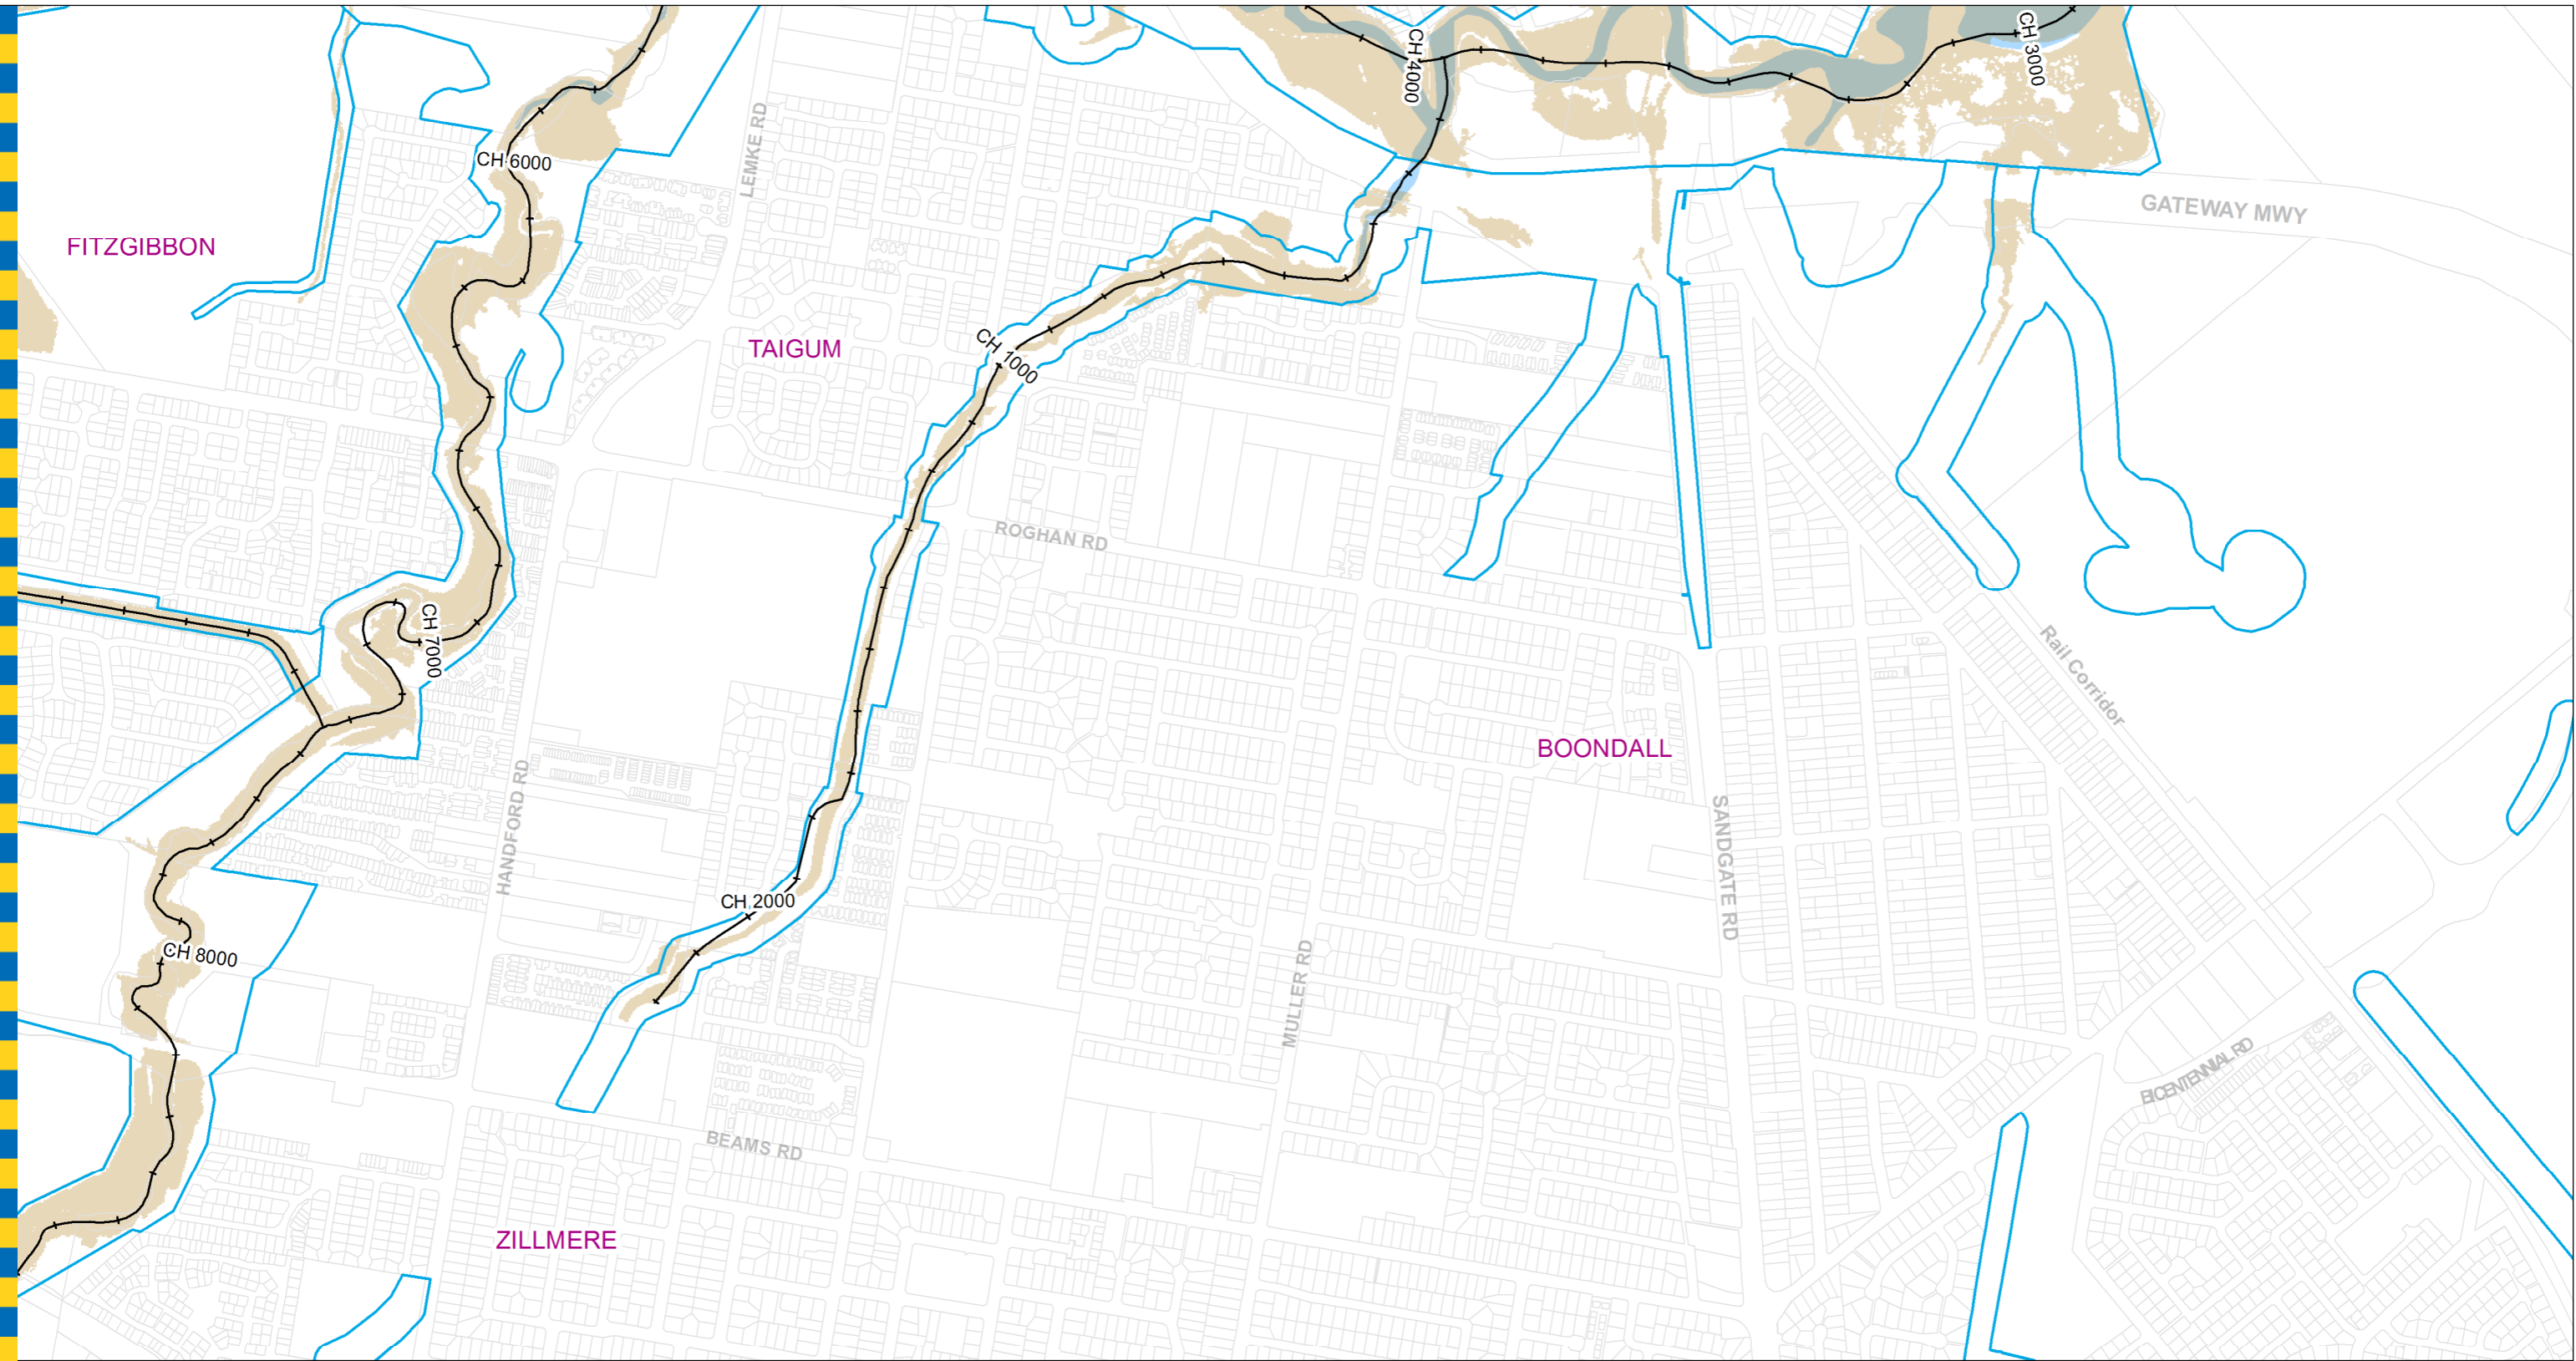 CH 3000
CH 4000
LEMKE RD
CH 6000
GATEWAY MWY
FITZGIBBON
TAIGUM
CH 1000
ROGHAN RD
CH 7000
Rail Corridor
BOONDALL
HANDFORD RD
SANDGATE RD
CH 2000
CH 8000
MULLER RD
BICENTENNIAL RD
BEAMS RD
ZILLMERE